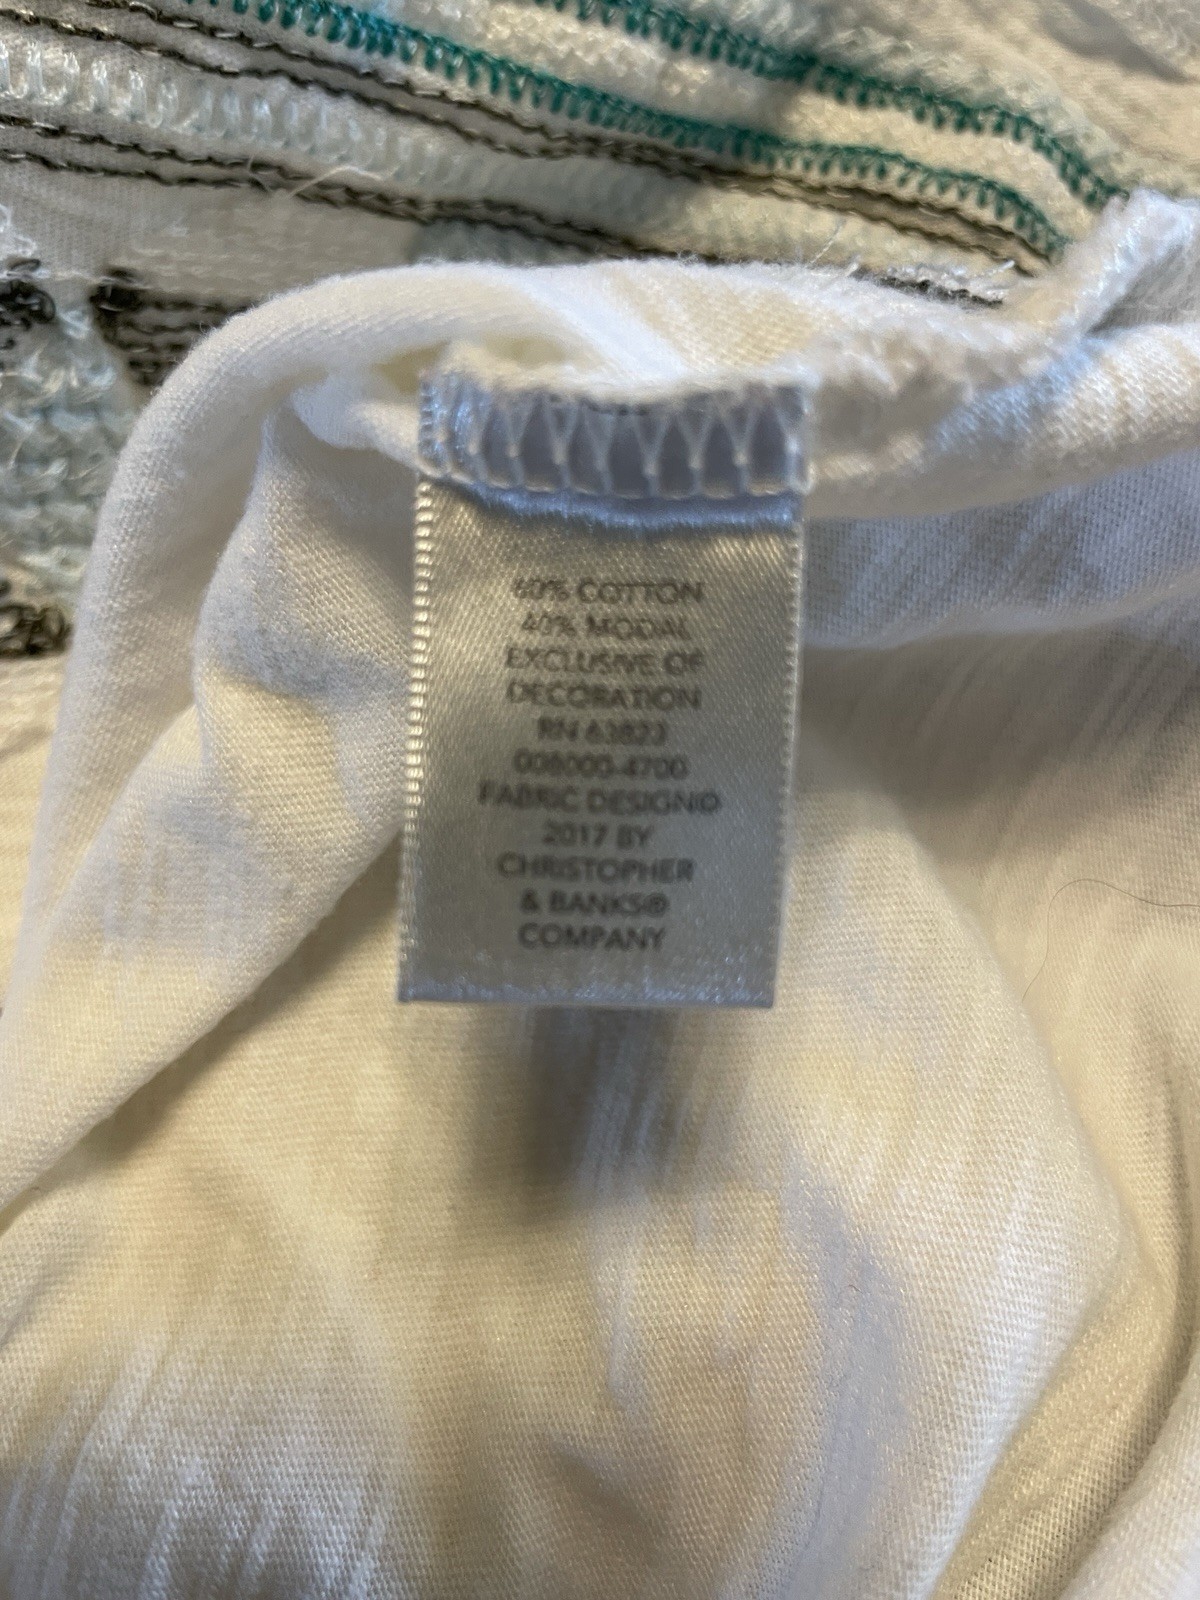 60% COTTON
40% MODAL
EXCLUSIVE OF
DECORATION
RN 63823
008000-4700
FABRIC DESIGN©
2017 BY
CHRISTOPHER
& BANKS®
COMPANY